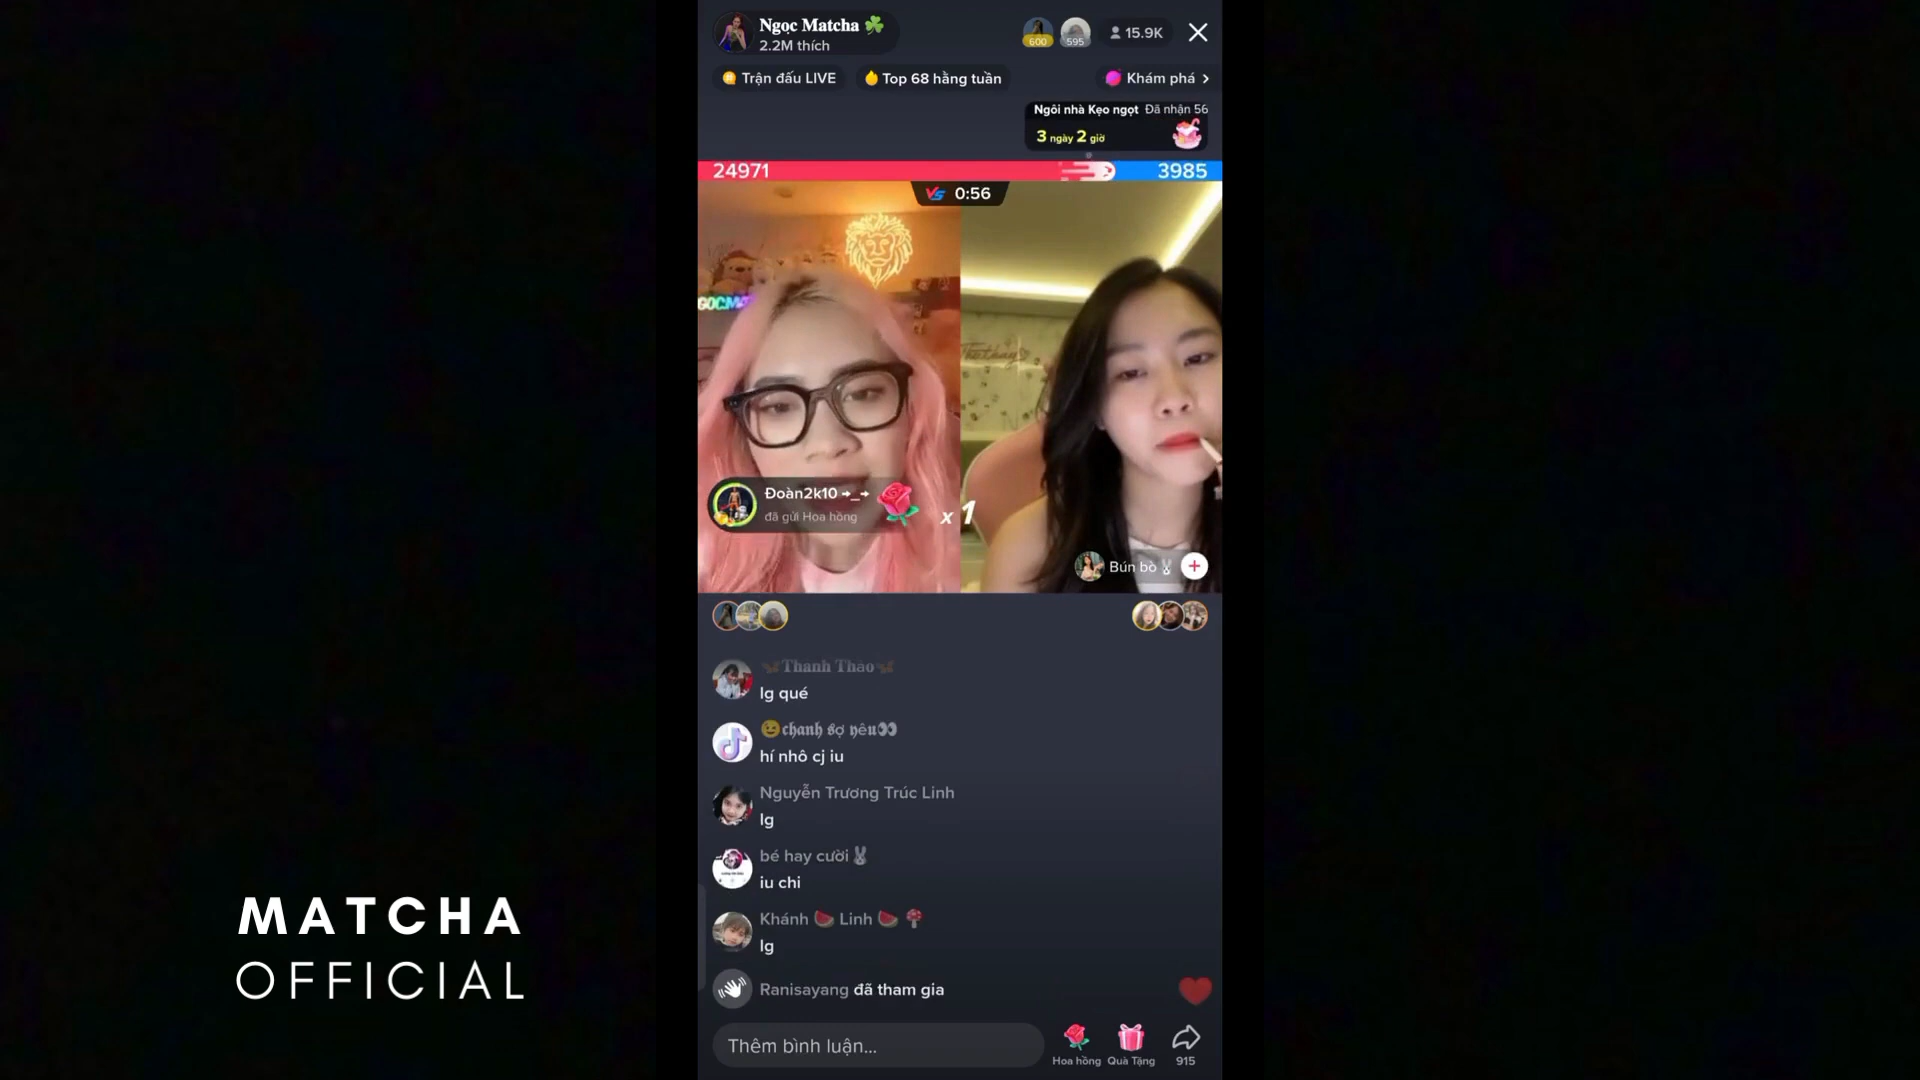 Ngọc Matcha ☘
2.2M thích
600
595
15.9K
Trận đấu LIVE
Top 68 hằng tuần
Khám phá >
Ngôi nhà Kẹo ngọt Đã nhận 56
3 ngày 2 giờ
24971
3985
VS 0:56
Đoàn2k10 →_→
đã gửi Hoa hồng
x 1
Bún bò 🐰
🦋Thanh Thảo🦋
lg qué
😉chanh sợ yêu👀
hí nhô cj iu
Nguyễn Trương Trúc Linh
lg
bé hay cười🐰
iu chi
Khánh 🍉 Linh 🍉 🍄
lg
Ranisayang đã tham gia
Thêm bình luận...
Hoa hồng
Quà Tặng
915
MATCHA
OFFICIAL